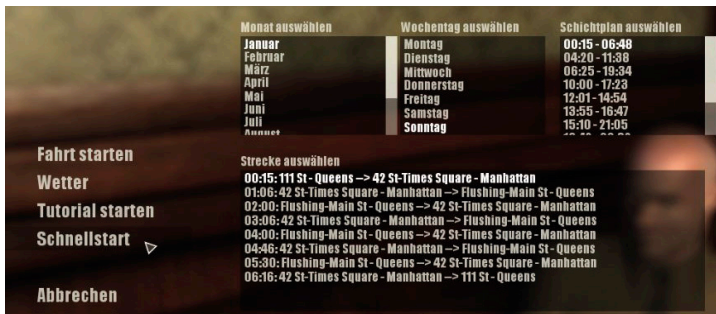 Monat auswählen
Januar
Februar
März
April
Mai
Juni
Juli
August
Wochentag auswählen
Montag
Dienstag
Mittwoch
Donnerstag
Freitag
Samstag
Sonntag
Schichtplan auswählen
00:15 - 06:48
04:20 - 11:38
06:25 - 19:34
10:00 - 17:23
12:01 - 14:54
13:55 - 16:47
15:10 - 21:05
Fahrt starten
Wetter
Tutorial starten
Schnellstart
Abbrechen
Strecke auswählen
00:15: 111 St - Queens --> 42 St-Times Square - Manhattan
01:06: 42 St-Times Square - Manhattan --> Flushing-Main St - Queens
02:00: Flushing-Main St - Queens --> 42 St-Times Square - Manhattan
03:06: 42 St-Times Square - Manhattan --> Flushing-Main St - Queens
04:00: Flushing-Main St - Queens --> 42 St-Times Square - Manhattan
04:46: 42 St-Times Square - Manhattan --> Flushing-Main St - Queens
05:30: Flushing-Main St - Queens --> 42 St-Times Square - Manhattan
06:16: 42 St-Times Square - Manhattan --> 111 St - Queens